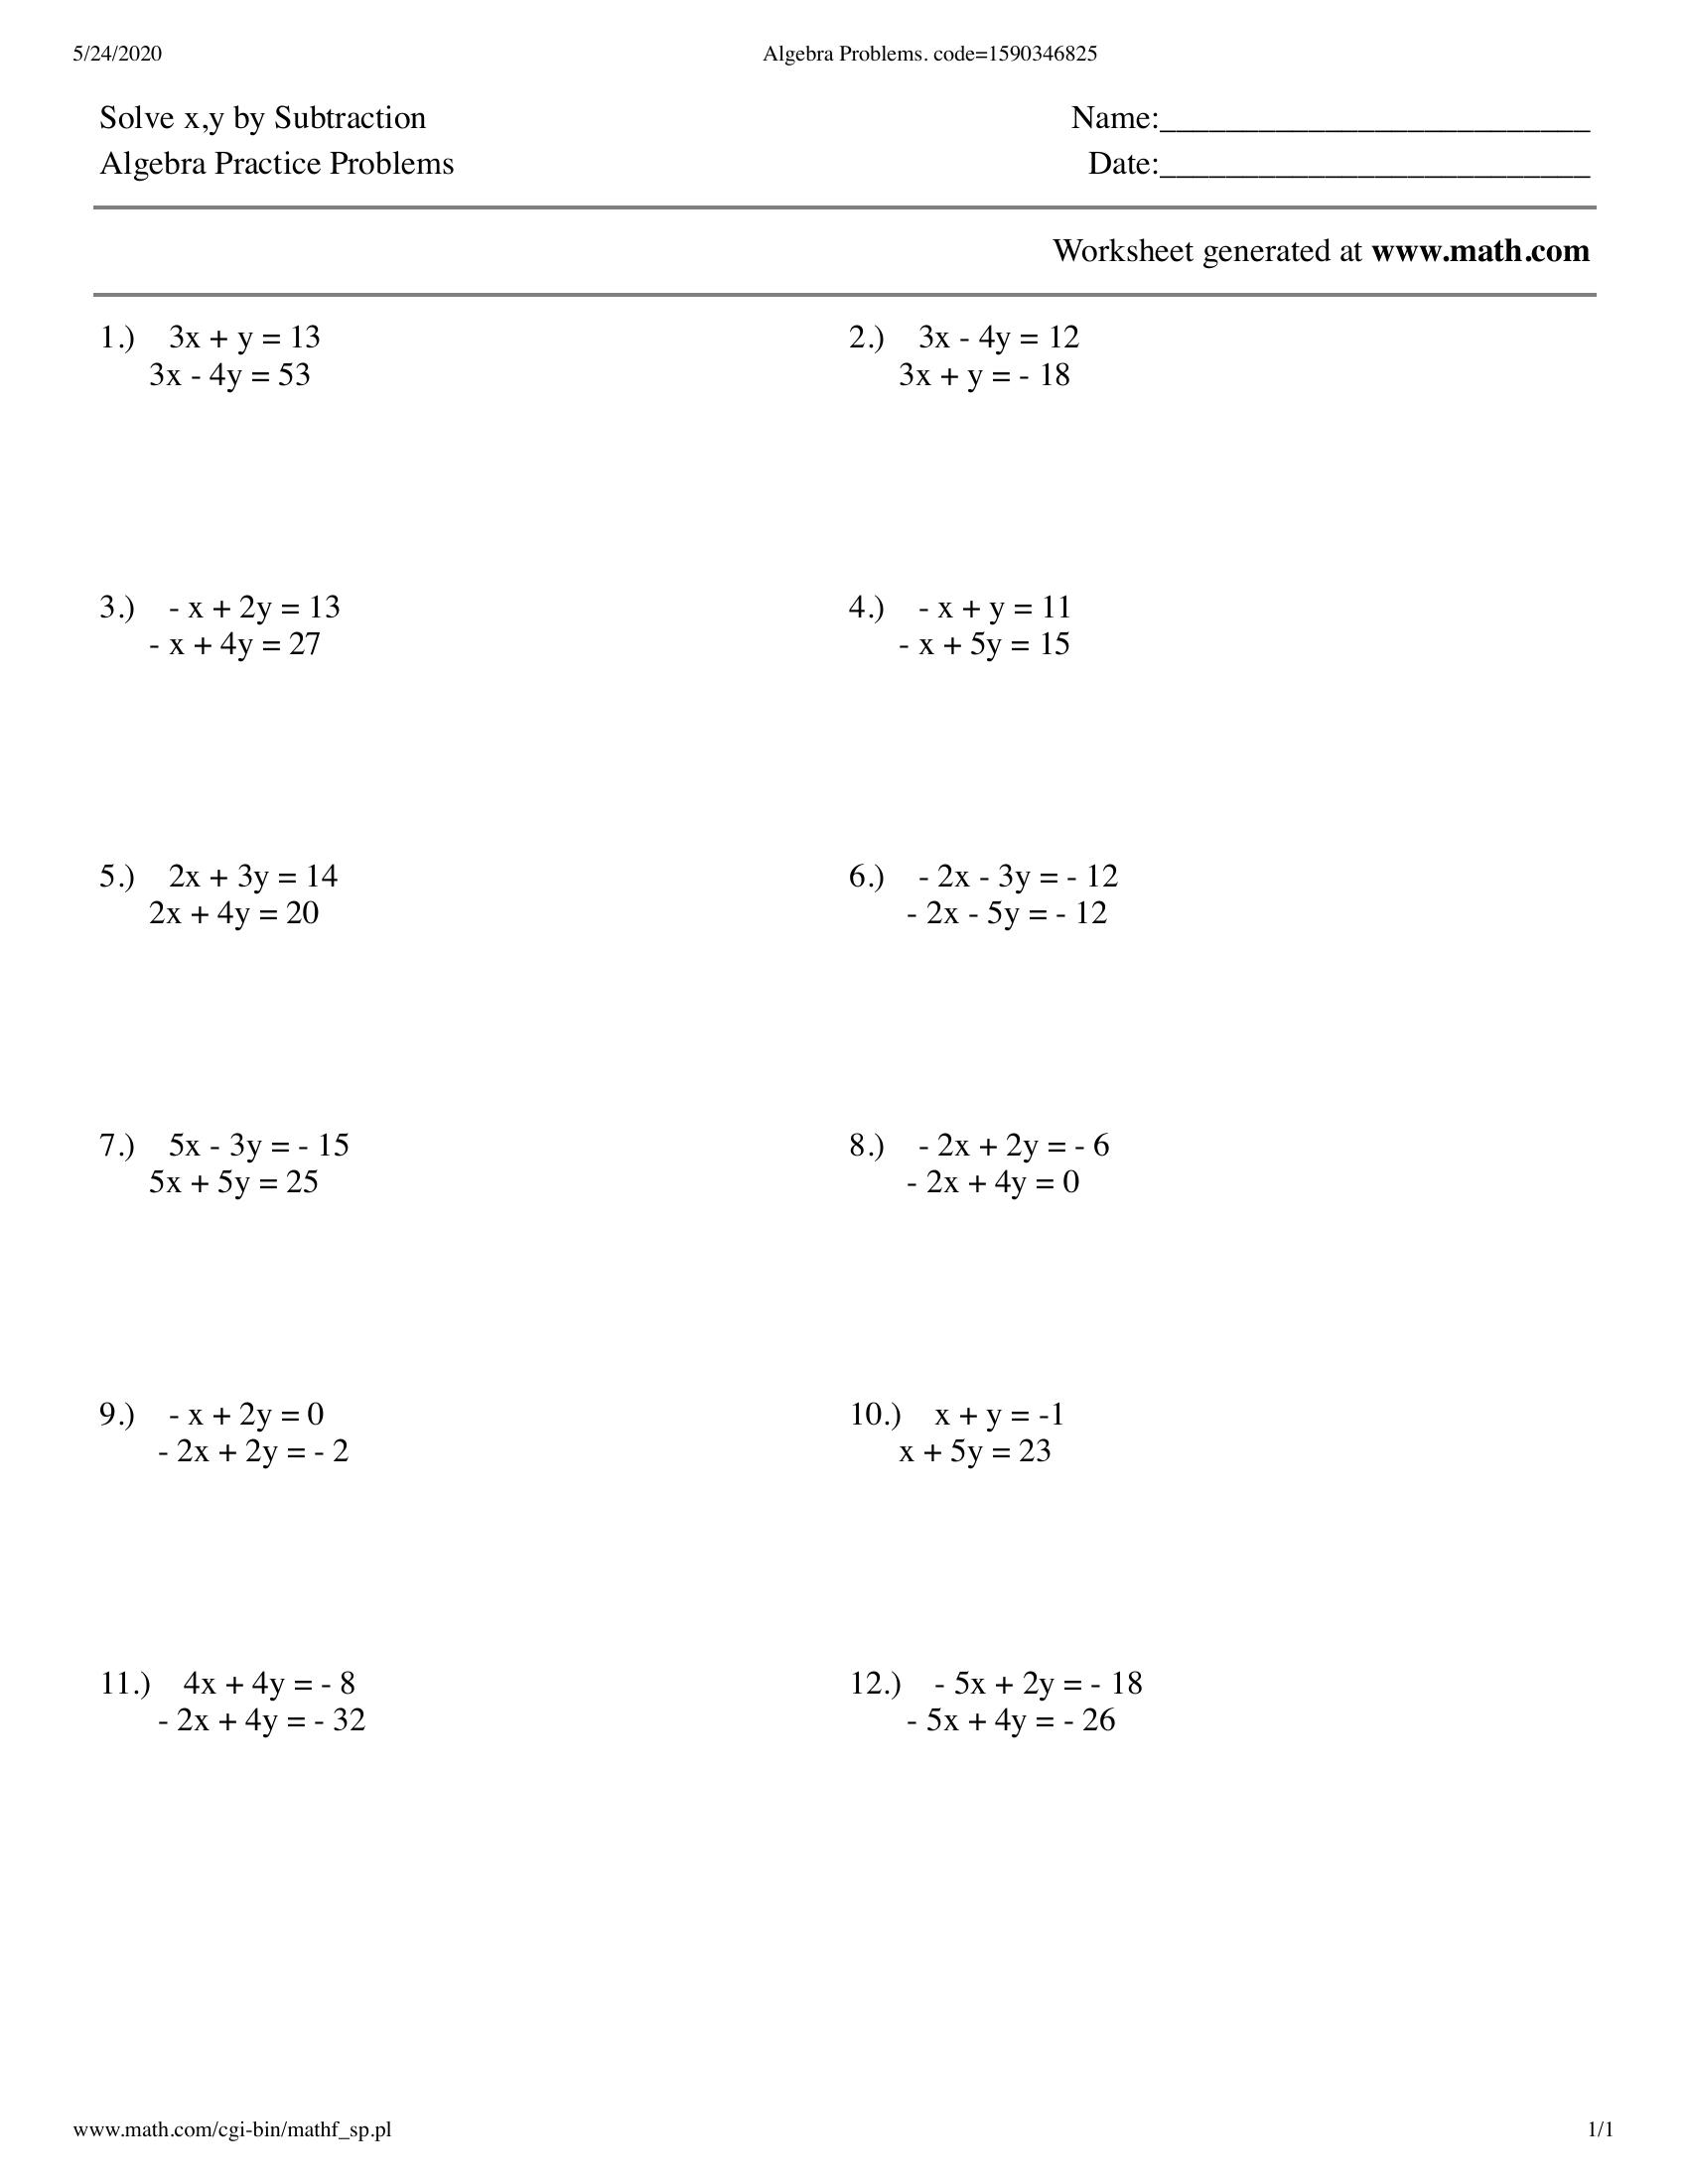 5/24/2020 Algebra Problems. code=1590346825
Solve x,y by Subtraction Name:__________________________
Algebra Practice Problems Date:__________________________
Worksheet generated at www.math.com
1.) 3x + y = 13
3x - 4y = 53
2.) 3x - 4y = 12
3x + y = - 18
3.) - x + 2y = 13
- x + 4y = 27
4.) - x + y = 11
- x + 5y = 15
5.) 2x + 3y = 14
2x + 4y = 20
6.) - 2x - 3y = - 12
- 2x - 5y = - 12
7.) 5x - 3y = - 15
5x + 5y = 25
8.) - 2x + 2y = - 6
- 2x + 4y = 0
9.) - x + 2y = 0
- 2x + 2y = - 2
10.) x + y = -1
x + 5y = 23
11.) 4x + 4y = - 8
- 2x + 4y = - 32
12.) - 5x + 2y = - 18
- 5x + 4y = - 26
www.math.com/cgi-bin/mathf_sp.pl 1/1